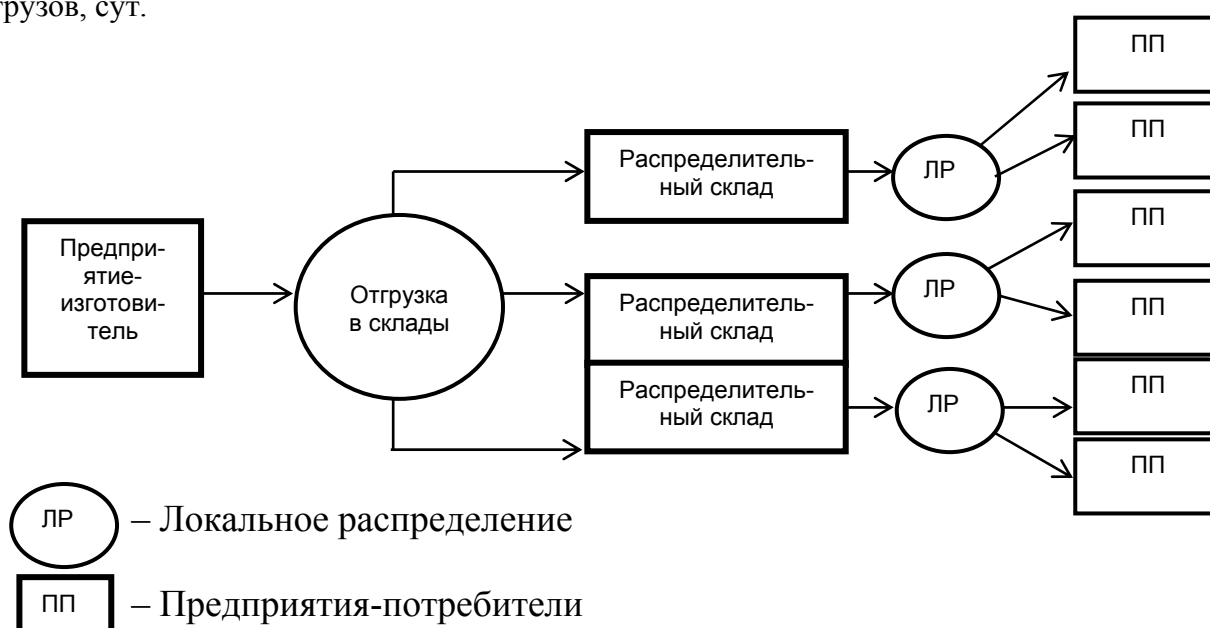 грузов, сут.
ПП
ПП
Распределитель-
ный склад
ЛР
ПП
Предпри-
ятие-
изготови-
тель
Отгрузка
в склады
Распределитель-
ный склад
ЛР
ПП
Распределитель-
ный склад
ЛР
ПП
ПП
ЛР – Локальное распределение
ПП – Предприятия-потребители